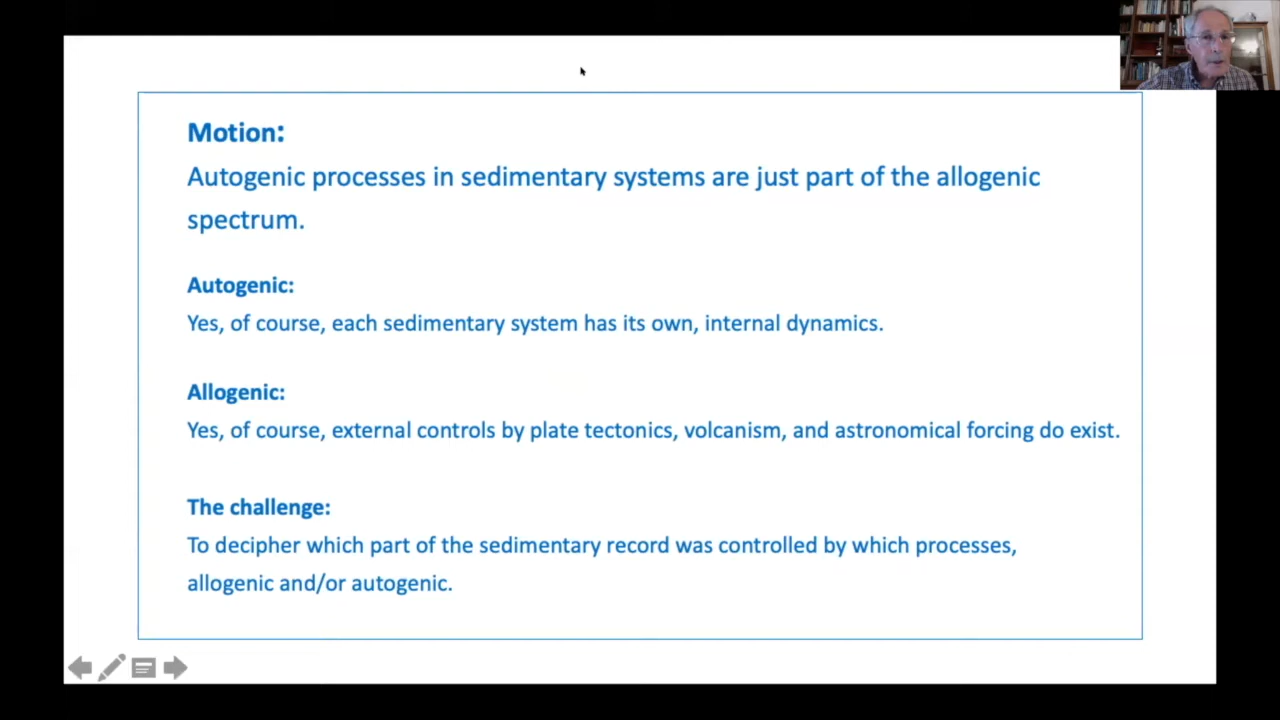 Motion:
Autogenic processes in sedimentary systems are just part of the allogenic
spectrum.
Autogenic:
Yes, of course, each sedimentary system has its own, internal dynamics.
Allogenic:
Yes, of course, external controls by plate tectonics, volcanism, and astronomical forcing do exist.
The challenge:
To decipher which part of the sedimentary record was controlled by which processes,
allogenic and/or autogenic.